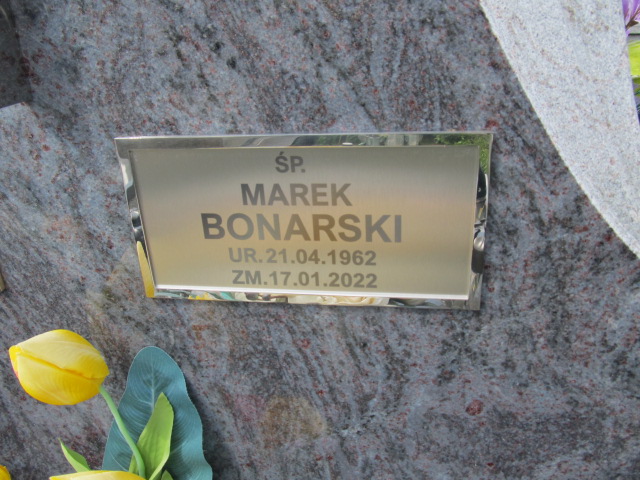 ŚP.
MAREK
BONARSKI
UR.21.04.1962
ZM.17.01.2022